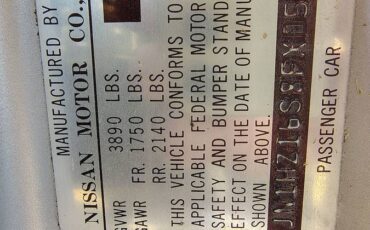 MANUFACTURED BY
NISSAN MOTOR CO.,
GVWR 3890 LBS.
GAWR FR. 1750 LBS.
RR. 2140 LBS.
THIS VEHICLE CONFORMS TO
APPLICABLE FEDERAL MOTOR
SAFETY AND BUMPER STAND
EFFECT ON THE DATE OF MANU
SHOWN ABOVE.
PASSENGER CAR